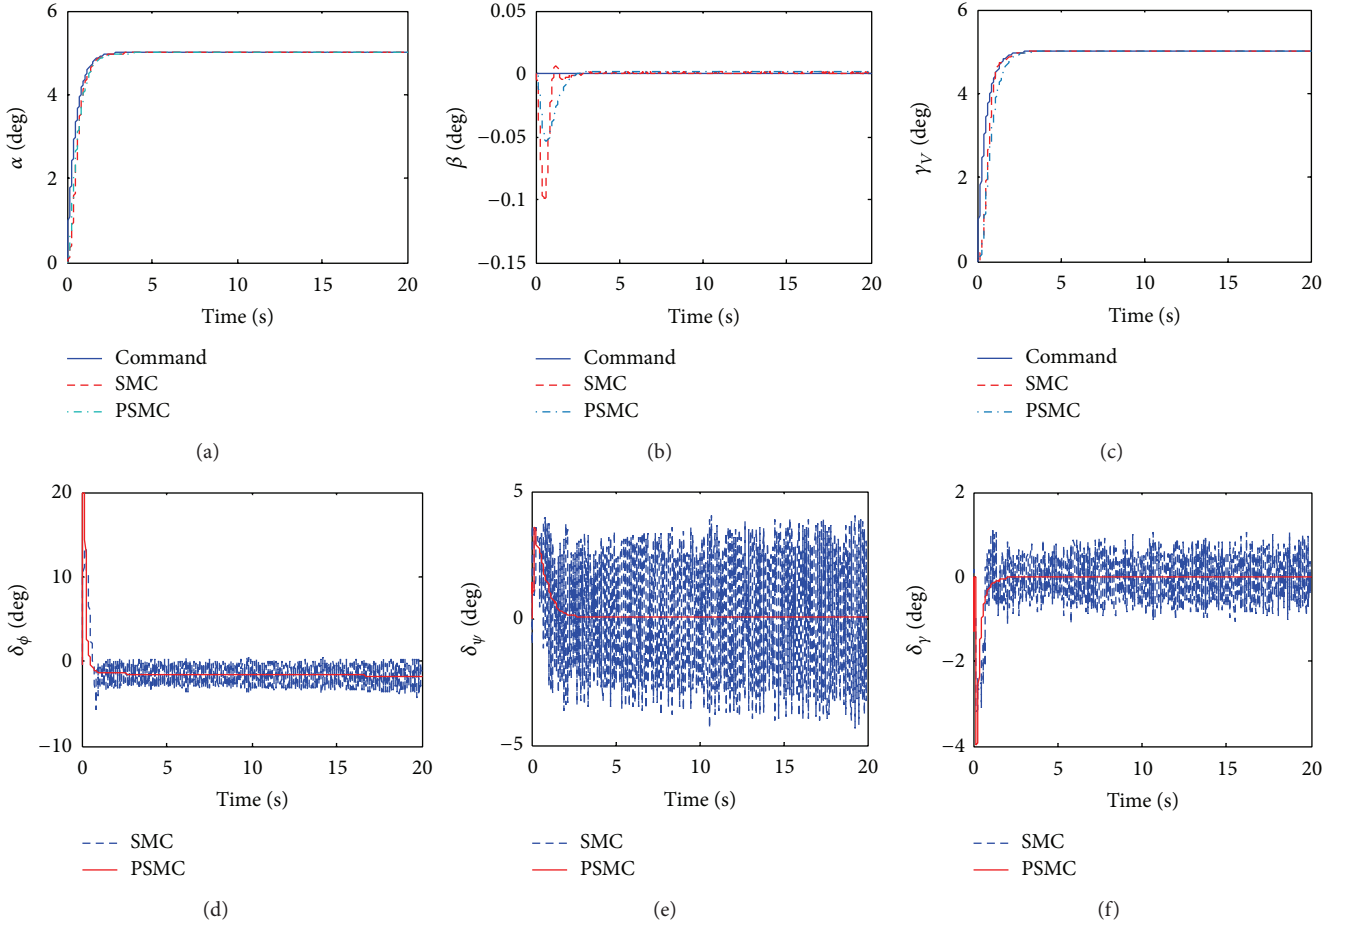 6
4
2
0
α (deg)
0 5 10 15 20
Time (s)
Command
SMC
PSMC
(a)
0.05
0
−0.05
−0.1
−0.15
β (deg)
0 5 10 15 20
Time (s)
Command
SMC
PSMC
(b)
6
4
2
0
γV (deg)
0 5 10 15 20
Time (s)
Command
SMC
PSMC
(c)
20
10
0
−10
δϕ (deg)
0 5 10 15 20
Time (s)
SMC
PSMC
(d)
5
0
−5
δψ (deg)
0 5 10 15 20
Time (s)
SMC
PSMC
(e)
2
0
−2
−4
δγ (deg)
0 5 10 15 20
Time (s)
SMC
PSMC
(f)